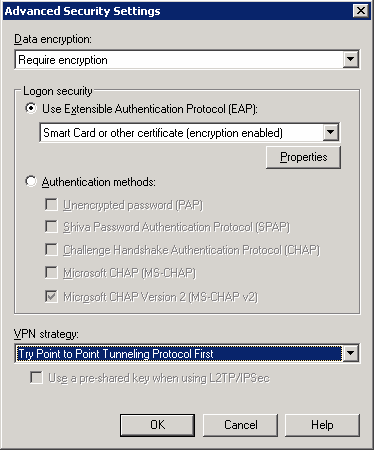 Advanced Security Settings
Data encryption:
Require encryption
Logon security
Use Extensible Authentication Protocol (EAP):
Smart Card or other certificate (encryption enabled)
Properties
Authentication methods:
Unencrypted password (PAP)
Shiva Password Authentication Protocol (SPAP)
Challenge Handshake Authentication Protocol (CHAP)
Microsoft CHAP (MS-CHAP)
Microsoft CHAP Version 2 (MS-CHAP v2)
VPN strategy:
Try Point to Point Tunneling Protocol First
Use a pre-shared key when using L2TP/IPSec
OK Cancel Help